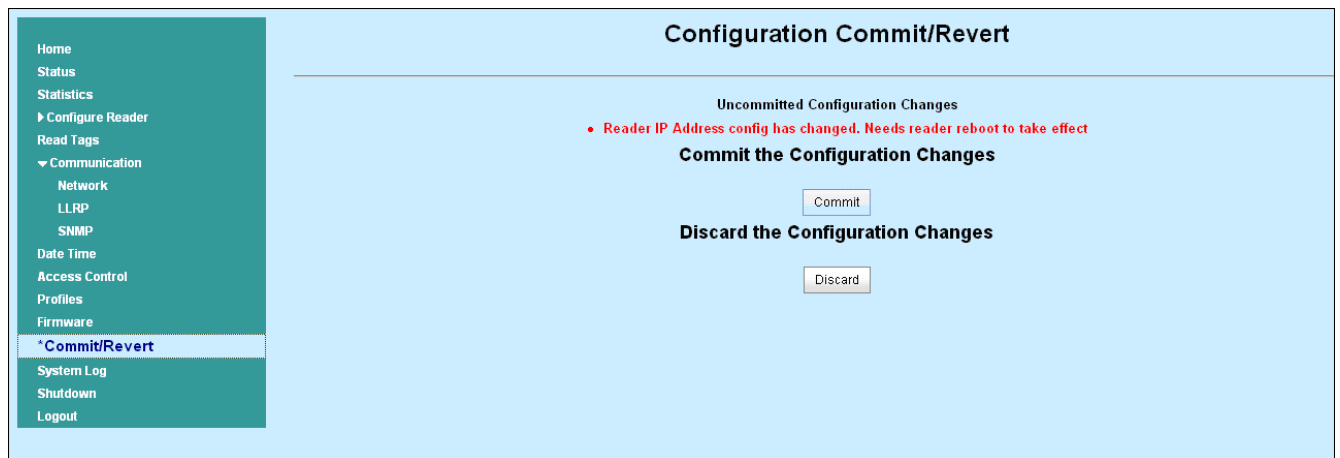 Home
Status
Statistics
Configure Reader
Read Tags
Communication
Network
LLRP
SNMP
Date Time
Access Control
Profiles
Firmware
*Commit/Revert
System Log
Shutdown
Logout
Configuration Commit/Revert
Uncommitted Configuration Changes
• Reader IP Address config has changed. Needs reader reboot to take effect
Commit the Configuration Changes
Commit
Discard the Configuration Changes
Discard